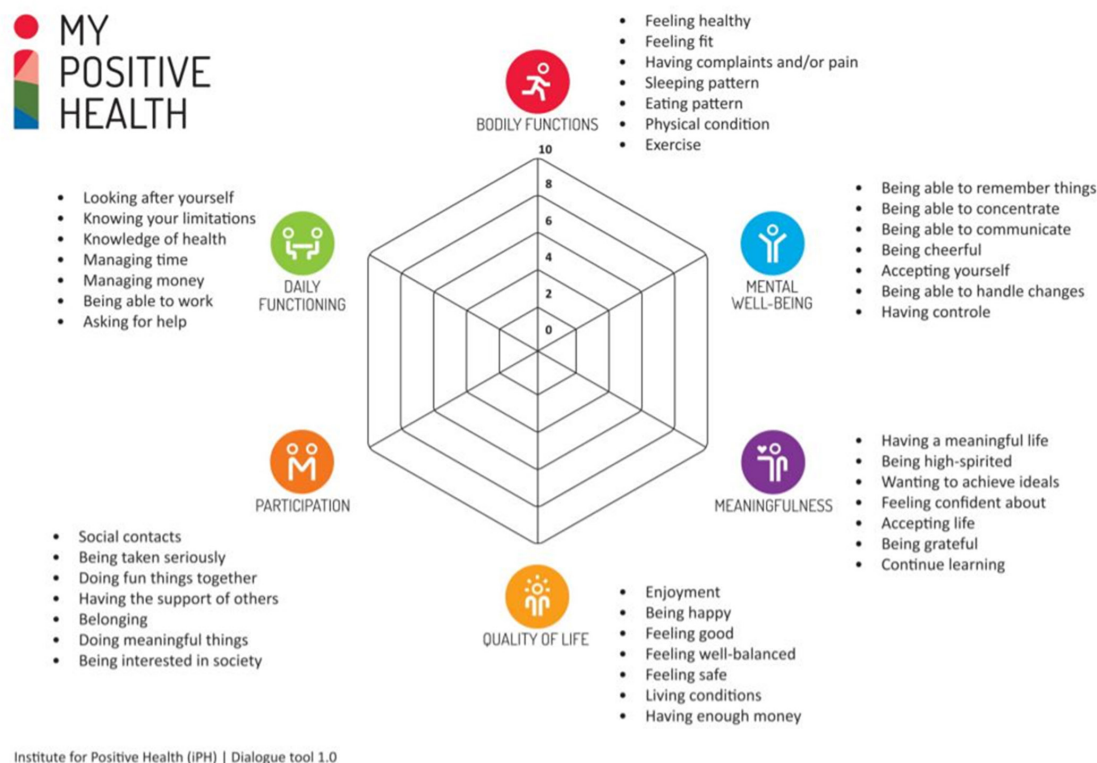 MY
POSITIVE
HEALTH
• Feeling healthy
• Feeling fit
• Having complaints and/or pain
• Sleeping pattern
• Eating pattern
• Physical condition
• Exercise
BODILY FUNCTIONS
10
8
6
4
2
0
• Looking after yourself
• Knowing your limitations
• Knowledge of health
• Managing time
• Managing money
• Being able to work
• Asking for help
DAILY
FUNCTIONING
• Being able to remember things
• Being able to concentrate
• Being able to communicate
• Being cheerful
• Accepting yourself
• Being able to handle changes
• Having controle
MENTAL
WELL-BEING
PARTICIPATION
• Social contacts
• Being taken seriously
• Doing fun things together
• Having the support of others
• Belonging
• Doing meaningful things
• Being interested in society
MEANINGFULNESS
• Having a meaningful life
• Being high-spirited
• Wanting to achieve ideals
• Feeling confident about
• Accepting life
• Being grateful
• Continue learning
QUALITY OF LIFE
• Enjoyment
• Being happy
• Feeling good
• Feeling well-balanced
• Feeling safe
• Living conditions
• Having enough money
Institute for Positive Health (iPH) | Dialogue tool 1.0